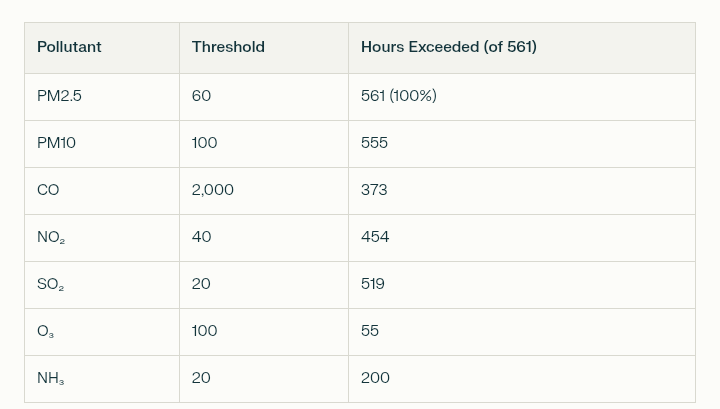 Pollutant Threshold Hours Exceeded (of 561)
PM2.5 60 561 (100%)
PM10 100 555
CO 2,000 373
NO₂ 40 454
SO₂ 20 519
O₃ 100 55
NH₃ 20 200